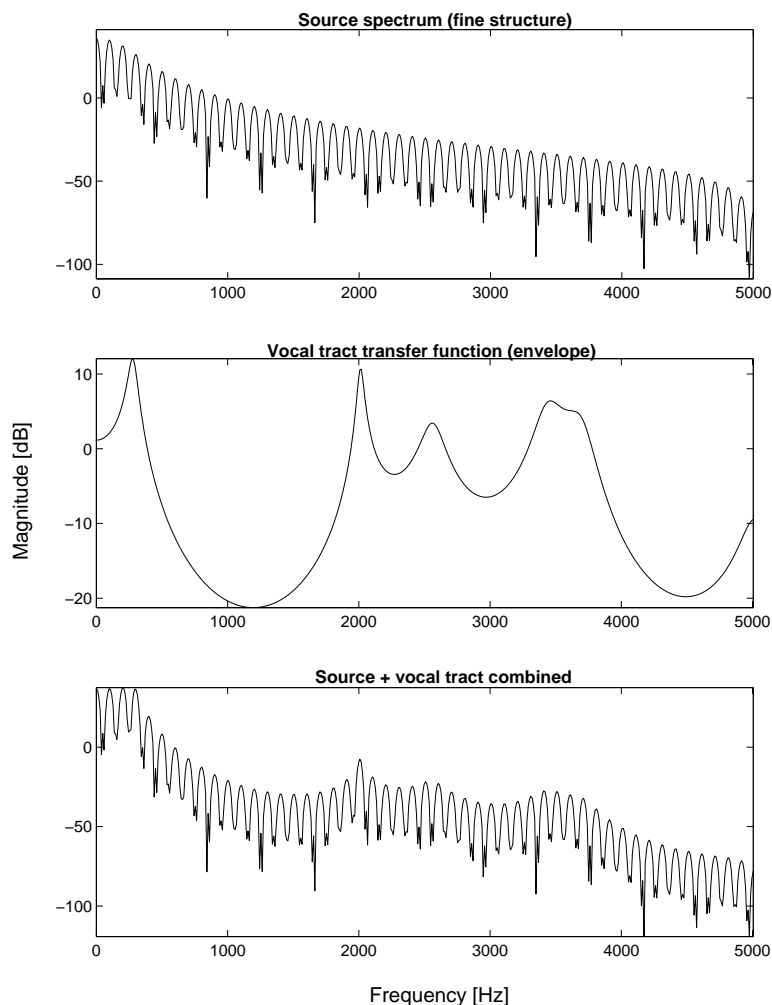 Source spectrum (fine structure)
0
−50
−100
0 1000 2000 3000 4000 5000
Vocal tract transfer function (envelope)
10
0
−10
−20
0 1000 2000 3000 4000 5000
Magnitude [dB]
Source + vocal tract combined
0
−50
−100
0 1000 2000 3000 4000 5000
Frequency [Hz]